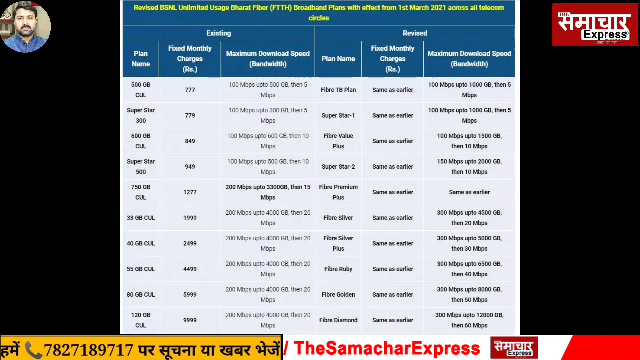 Revised BSNL Unlimited Usage Bharat Fiber (FTTH) Broadband Plans with effect from 1st March 2021 across all telecom
circles
समाचार
Express
Existing Revised
Plan Name Fixed Monthly Charges (Rs.) Maximum Download Speed (Bandwidth) Plan Name Fixed Monthly Charges (Rs.) Maximum Download Speed (Bandwidth)
500 GB CUL 777 100 Mbps upto 500 GB, then 5 Mbps Fibre TB Plan Same as earlier 100 Mbps upto 1000 GB, then 5 Mbps
Super Star 300 779 100 Mbps upto 300 GB, then 5 Mbps Super Star-1 Same as earlier 100 Mbps upto 1000 GB, then 5 Mbps
600 GB CUL 849 100 Mbps upto 600 GB, then 10 Mbps Fibre Value Plus Same as earlier 100 Mbps upto 1500 GB, then 10 Mbps
Super Star 500 949 100 Mbps upto 500 GB, then 10 Mbps Super Star-2 Same as earlier 150 Mbps upto 2000 GB, then 10 Mbps
750 GB CUL 1277 200 Mbps upto 3300GB, then 15 Mbps Fibre Premium Plus Same as earlier Same as earlier
33 GB CUL 1999 200 Mbps upto 4000 GB, then 20 Mbps Fibre Silver Same as earlier 300 Mbps upto 4500 GB, then 20 Mbps
40 GB CUL 2499 200 Mbps upto 4000 GB, then 20 Mbps Fibre Silver Plus Same as earlier 300 Mbps upto 5000 GB, then 30 Mbps
55 GB CUL 4499 200 Mbps upto 4000 GB, then 20 Mbps Fibre Ruby Same as earlier 300 Mbps upto 6500 GB, then 40 Mbps
80 GB CUL 5999 200 Mbps upto 4000 GB, then 20 Mbps Fibre Golden Same as earlier 300 Mbps upto 8000 GB, then 50 Mbps
120 GB CUL 9999 200 Mbps upto 4000 GB, then 20 Mbps Fibre Diamond Same as earlier 300 Mbps upto 12000 GB, then 60 Mbps
हमें 7827189717 पर सूचना या खबर भेजें / TheSamacharExpress